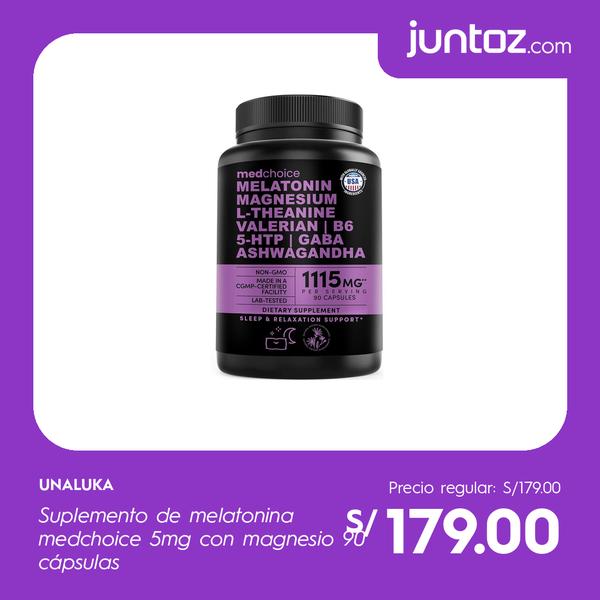 juntoz.com
medchoice
MELATONIN
MAGNESIUM
L-THEANINE
VALERIAN | B6
5-HTP | GABA
ASHWAGANDHA
USA
NON-GMO
MADE IN A
CGMP-CERTIFIED
FACILITY
LAB-TESTED
1115MG**
PER SERVING
90 CAPSULES
DIETARY SUPPLEMENT
SLEEP & RELAXATION SUPPORT*
UNALUKA
Suplemento de melatonina
medchoice 5mg con magnesio 90
cápsulas
Precio regular: S/179.00
S/ 179.00